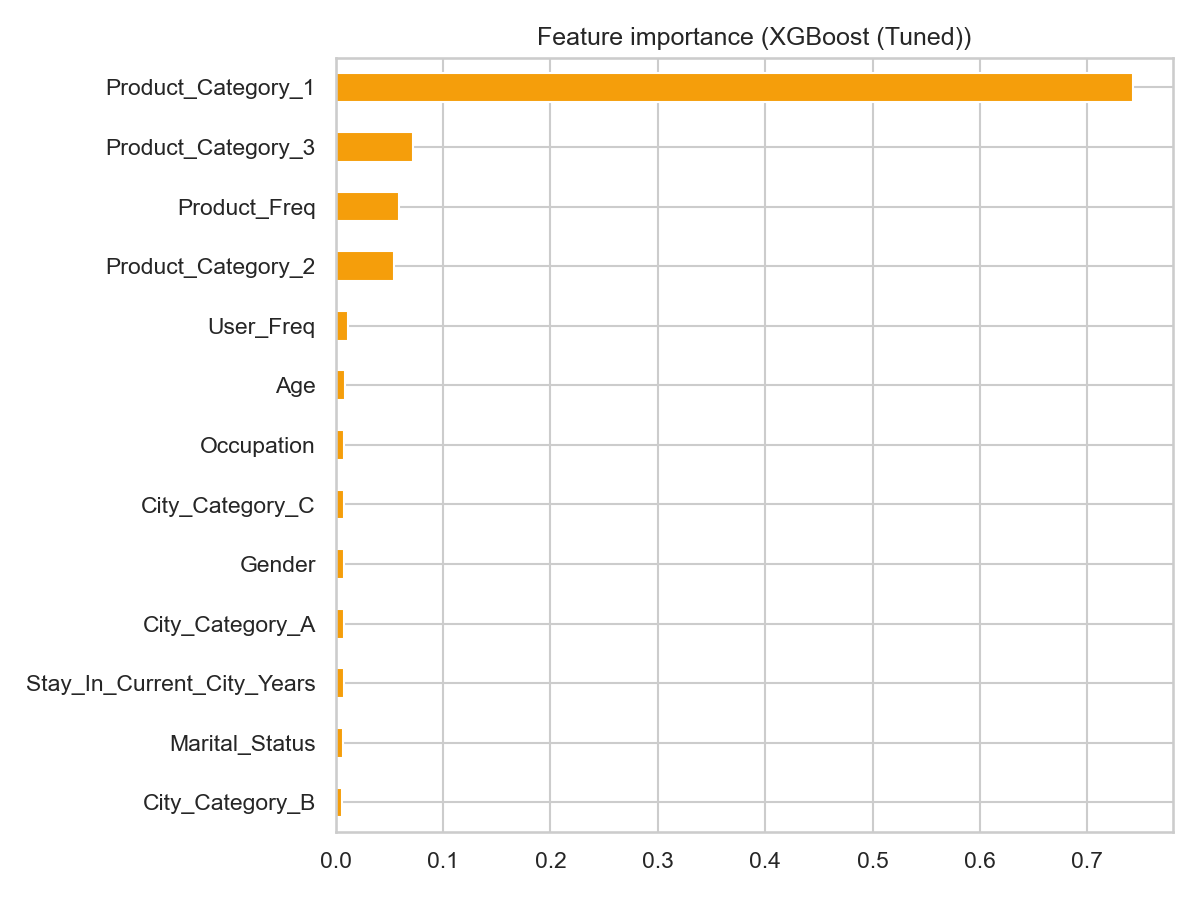 Feature importance (XGBoost (Tuned))
Product_Category_1
Product_Category_3
Product_Freq
Product_Category_2
User_Freq
Age
Occupation
City_Category_C
Gender
City_Category_A
Stay_In_Current_City_Years
Marital_Status
City_Category_B
0.0 0.1 0.2 0.3 0.4 0.5 0.6 0.7